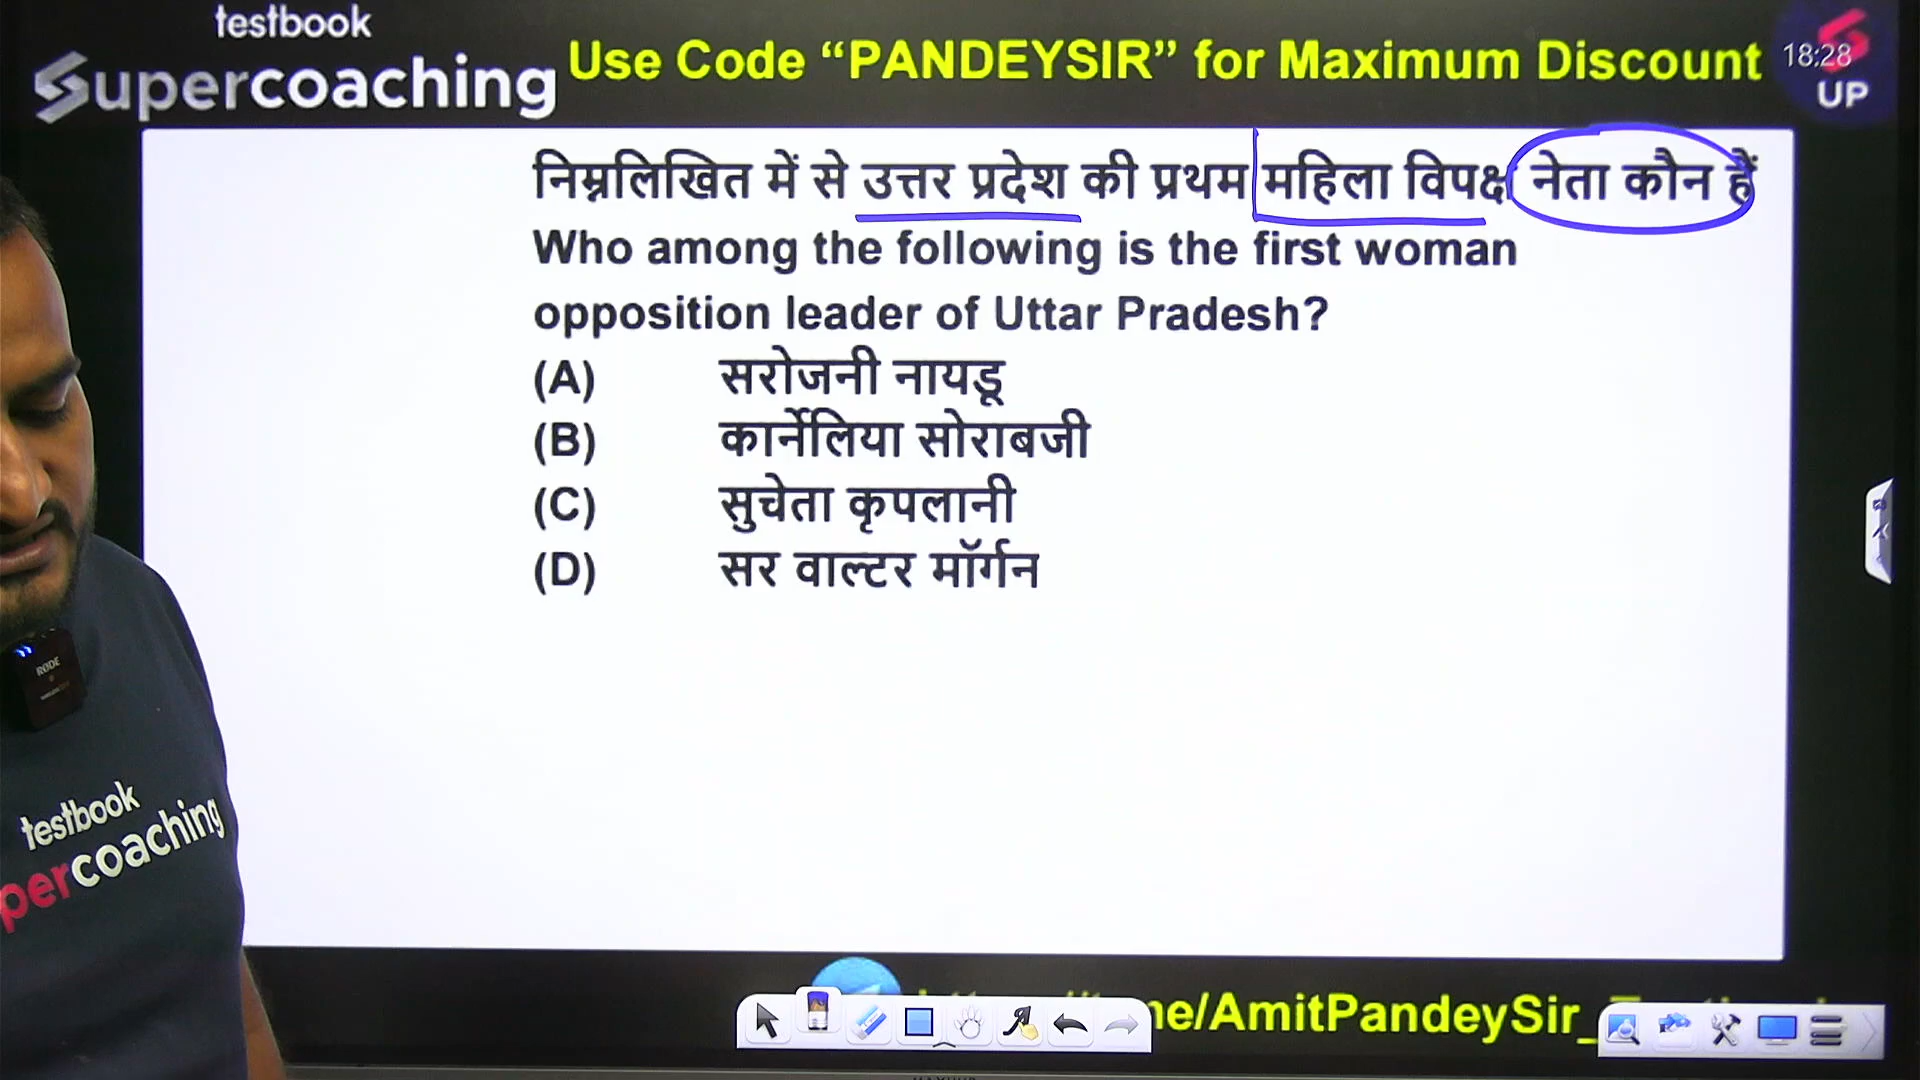 testbook
Supercoaching
Use Code “PANDEYSIR” for Maximum Discount
18:28
UP
निम्नलिखित में से उत्तर प्रदेश की प्रथम महिला विपक्ष नेता कौन हैं
Who among the following is the first woman
opposition leader of Uttar Pradesh?
(A) सरोजनी नायडू
(B) कार्नेलिया सोराबजी
(C) सुचेता कृपलानी
(D) सर वाल्टर मॉर्गन
RØDE
testbook
percoaching
me/AmitPandeySir_